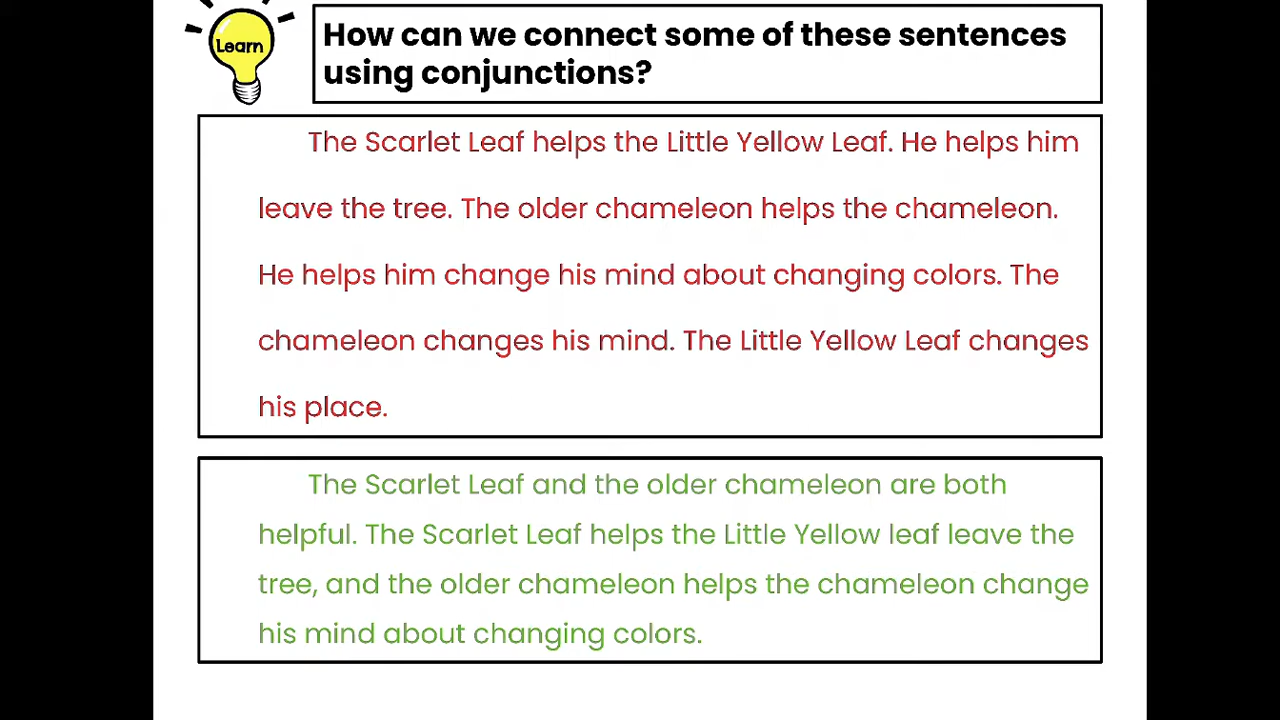 Learn
How can we connect some of these sentences
using conjunctions?
The Scarlet Leaf helps the Little Yellow Leaf. He helps him
leave the tree. The older chameleon helps the chameleon.
He helps him change his mind about changing colors. The
chameleon changes his mind. The Little Yellow Leaf changes
his place.
The Scarlet Leaf and the older chameleon are both
helpful. The Scarlet Leaf helps the Little Yellow leaf leave the
tree, and the older chameleon helps the chameleon change
his mind about changing colors.